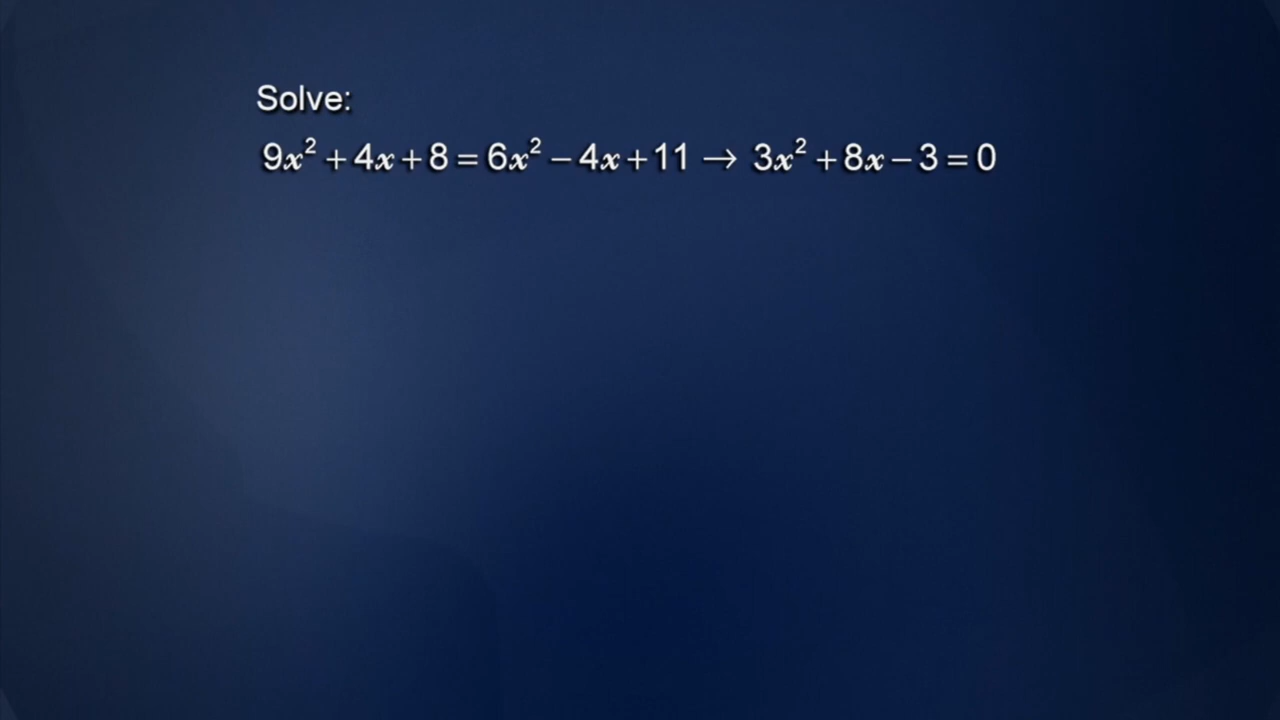 Solve:
9x² + 4x + 8 = 6x² − 4x + 11 → 3x² + 8x − 3 = 0